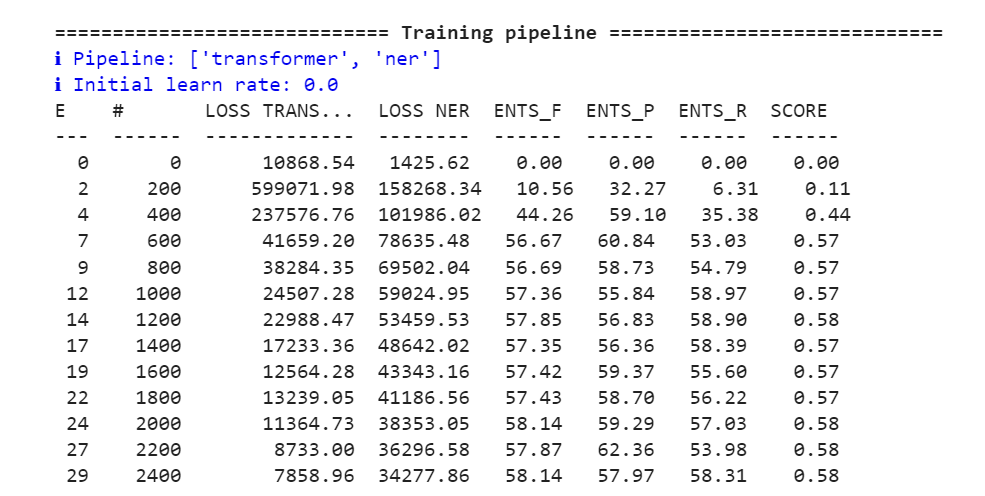 ============================= Training pipeline =============================
ℹ Pipeline: ['transformer', 'ner']
ℹ Initial learn rate: 0.0
E    #       LOSS TRANS...  LOSS NER  ENTS_F  ENTS_P  ENTS_R  SCORE
---  ------  -------------  --------  ------  ------  ------  ------
  0       0       10868.54   1425.62    0.00    0.00    0.00    0.00
  2     200      599071.98  158268.34   10.56   32.27    6.31    0.11
  4     400      237576.76  101986.02   44.26   59.10   35.38    0.44
  7     600       41659.20  78635.48   56.67   60.84   53.03    0.57
  9     800       38284.35  69502.04   56.69   58.73   54.79    0.57
 12    1000       24507.28  59024.95   57.36   55.84   58.97    0.57
 14    1200       22988.47  53459.53   57.85   56.83   58.90    0.58
 17    1400       17233.36  48642.02   57.35   56.36   58.39    0.57
 19    1600       12564.28  43343.16   57.42   59.37   55.60    0.57
 22    1800       13239.05  41186.56   57.43   58.70   56.22    0.57
 24    2000       11364.73  38353.05   58.14   59.29   57.03    0.58
 27    2200        8733.00  36296.58   57.87   62.36   53.98    0.58
 29    2400        7858.96  34277.86   58.14   57.97   58.31    0.58